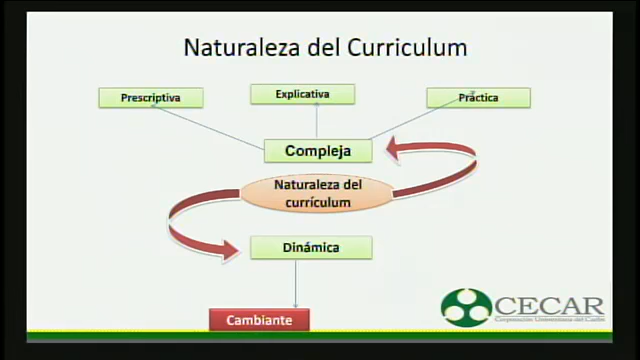 Naturaleza del Curriculum
Prescriptiva
Explicativa
Práctica
Compleja
Naturaleza del
currículum
Dinámica
Cambiante
CECAR
Corporación Universitaria del Caribe